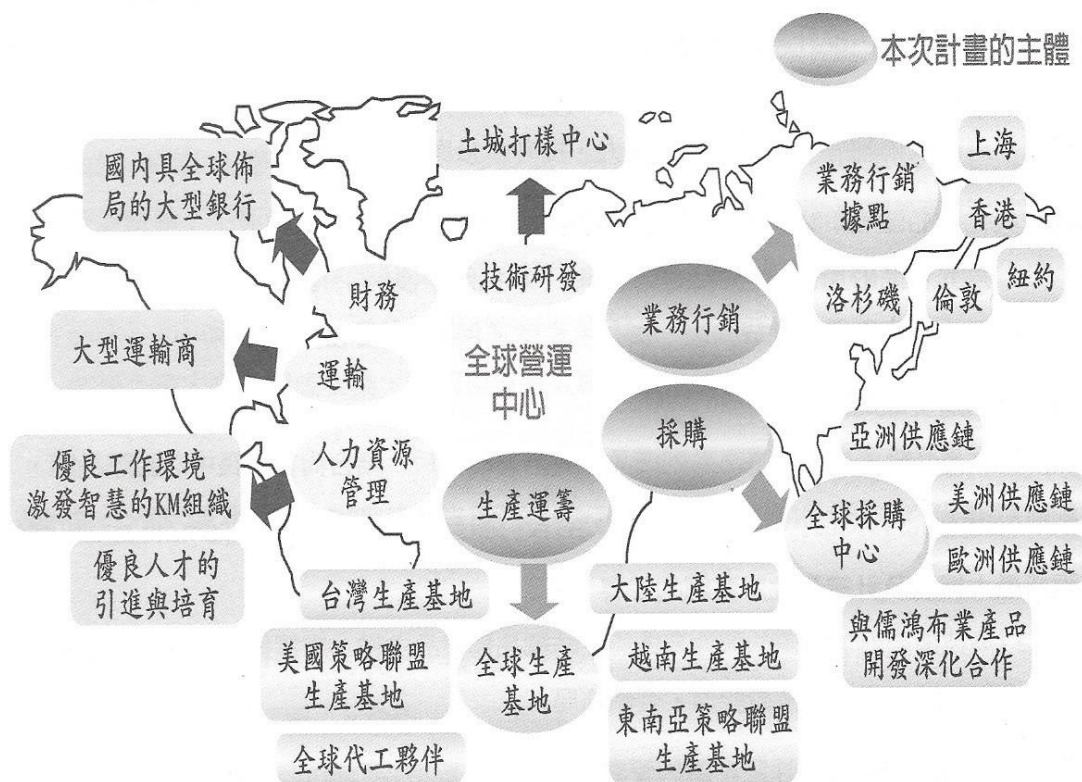 本次計畫的主體
國內具全球佈
局的大型銀行
土城打樣中心
業務行銷
據點
上海
香港
紐約
洛杉磯
倫敦
財務
技術研發
業務行銷
大型運輸商
運輸
全球營運
中心
採購
亞洲供應鏈
優良工作環境
激發智慧的KM組織
人力資源
管理
生產運籌
全球採購
中心
美洲供應鏈
歐洲供應鏈
優良人才的
引進與培育
台灣生產基地
大陸生產基地
與儒鴻布業產品
開發深化合作
美國策略聯盟
生產基地
全球生產
基地
越南生產基地
東南亞策略聯盟
生產基地
全球代工夥伴